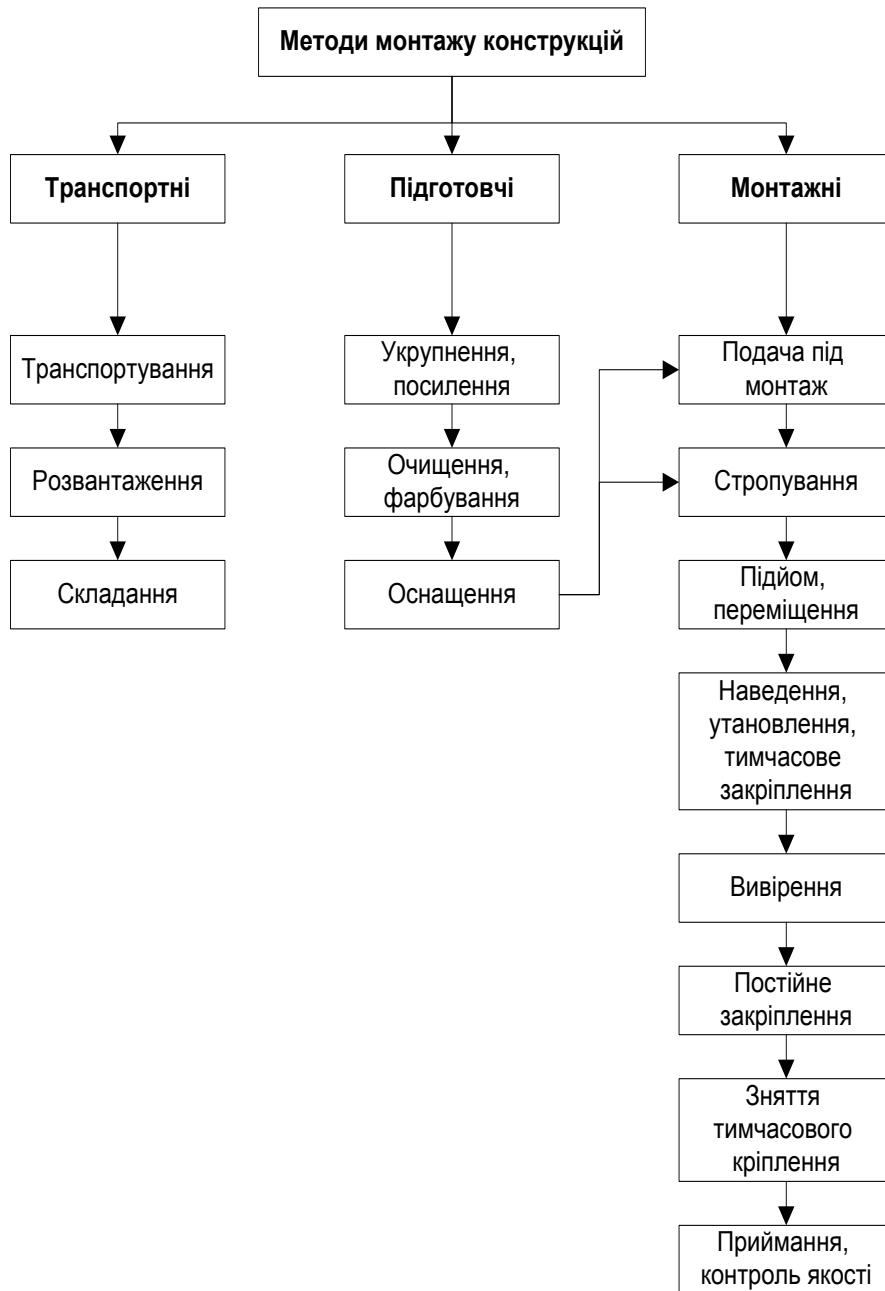 Методи монтажу конструкцій
Транспортні
Підготовчі
Монтажні
Транспортування
Розвантаження
Складання
Укрупнення,
посилення
Очищення,
фарбування
Оснащення
Подача під
монтаж
Стропування
Підйом,
переміщення
Наведення,
утановлення,
тимчасове
закріплення
Вивірення
Постійне
закріплення
Зняття
тимчасового
кріплення
Приймання,
контроль якості